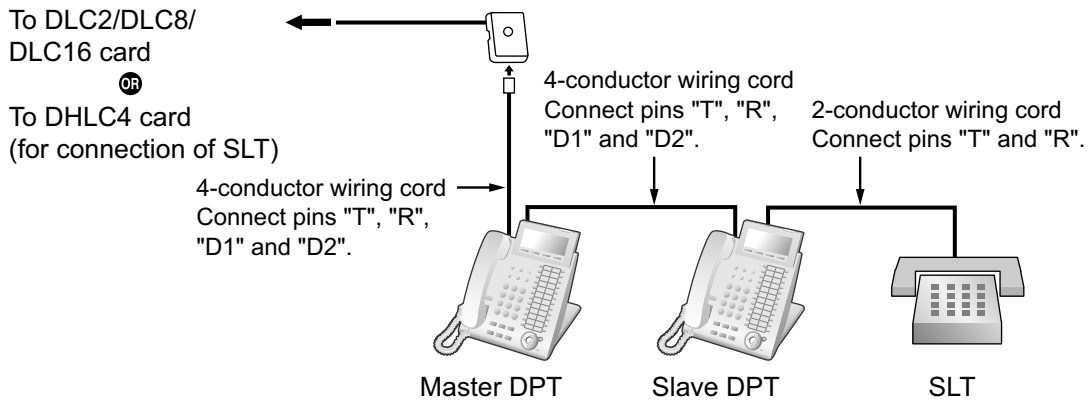 To DLC2/DLC8/
DLC16 card
OR
To DHLC4 card
(for connection of SLT)
4-conductor wiring cord
Connect pins "T", "R",
"D1" and "D2".
4-conductor wiring cord
Connect pins "T", "R",
"D1" and "D2".
2-conductor wiring cord
Connect pins "T" and "R".
Master DPT
Slave DPT
SLT